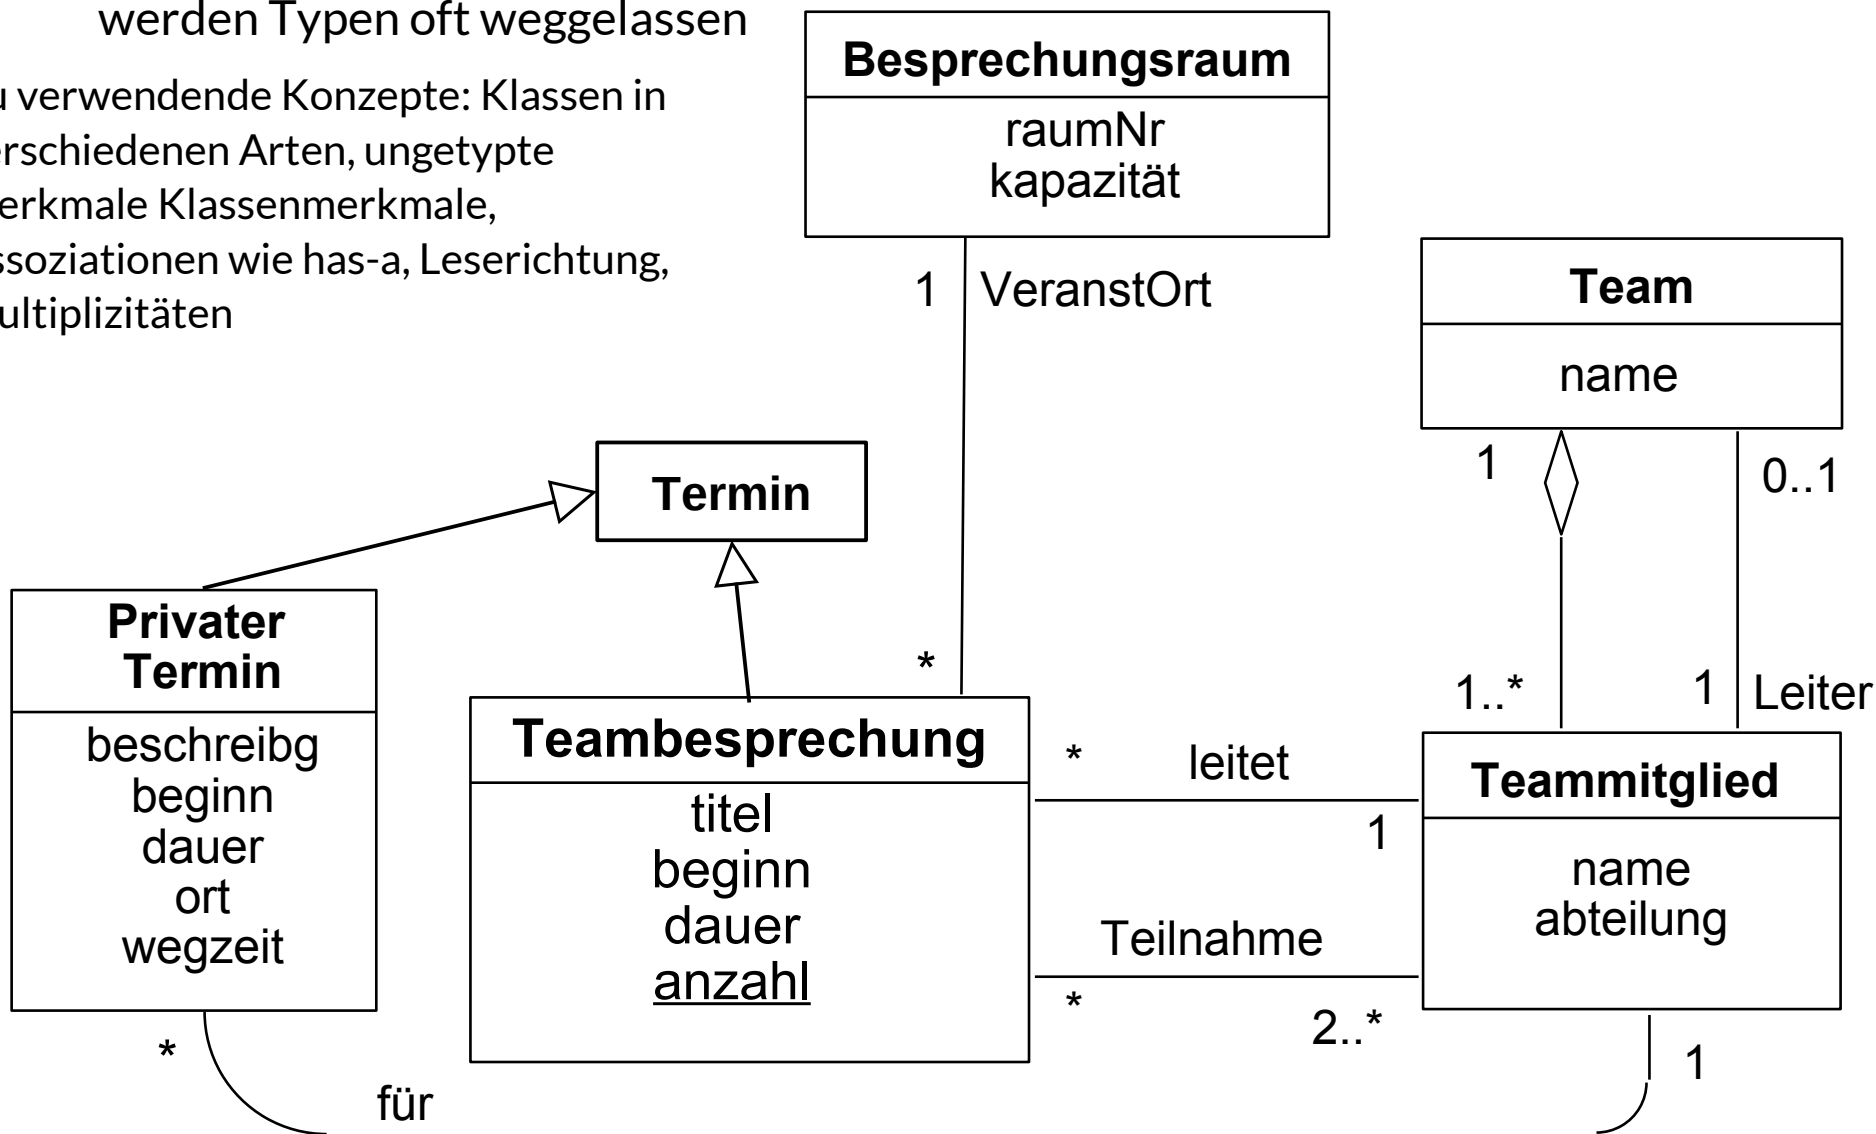 werden Typen oft weggelassen
u verwendende Konzepte: Klassen in
erschiedenen Arten, ungetypte
erkmale Klassenmerkmale,
ssoziationen wie has-a, Leserichtung,
ultiplizitäten
Besprechungsraum
raumNr
kapazität
1 VeranstOrt
Team
name
1
0..1
Termin
Privater
Termin
beschreibg
beginn
dauer
ort
wegzeit
*
Teambesprechung
titel
beginn
dauer
anzahl
1..*
1 Leiter
* leitet
1
Teammitglied
name
abteilung
Teilnahme
*
2..*
*
für
1